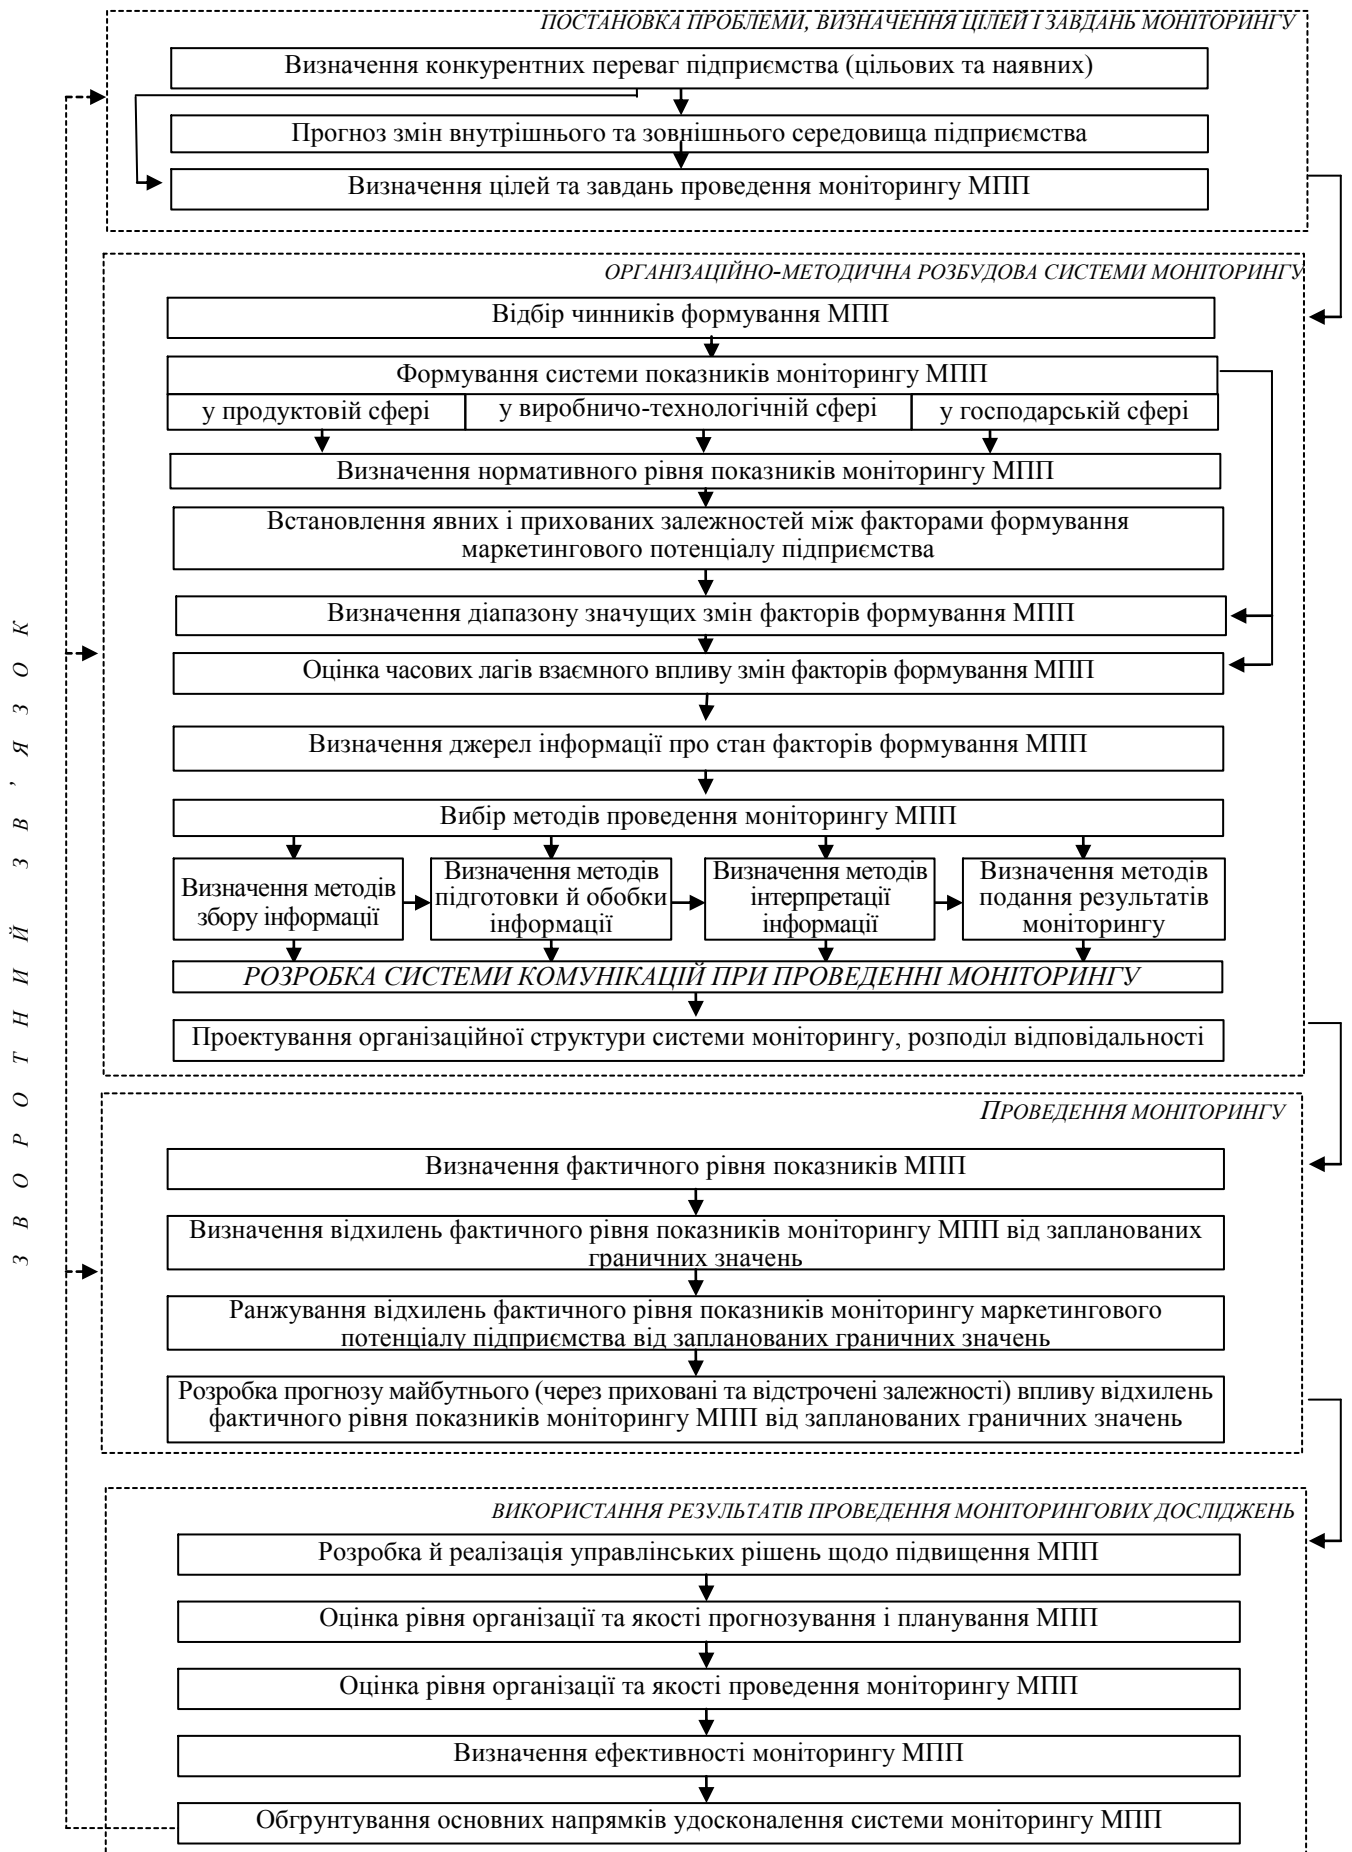 ПОСТАНОВКА ПРОБЛЕМИ, ВИЗНАЧЕННЯ ЦІЛЕЙ І ЗАВДАНЬ МОНІТОРИНГУ
Визначення конкурентних переваг підприємства (цільових та наявних)
Прогноз змін внутрішнього та зовнішнього середовища підприємства
Визначення цілей та завдань проведення моніторингу МПП
ОРГАНІЗАЦІЙНО-МЕТОДИЧНА РОЗБУДОВА СИСТЕМИ МОНІТОРИНГУ
Відбір чинників формування МПП
Формування системи показників моніторингу МПП
у продуктовій сфері
у виробничо-технологічній сфері
у господарській сфері
Визначення нормативного рівня показників моніторингу МПП
Встановлення явних і прихованих залежностей між факторами формування
маркетингового потенціалу підприємства
Визначення діапазону значущих змін факторів формування МПП
Оцінка часових лагів взаємного впливу змін факторів формування МПП
Визначення джерел інформації про стан факторів формування МПП
Вибір методів проведення моніторингу МПП
Визначення методів
збору інформації
Визначення методів
підготовки й обобки
інформації
Визначення методів
інтерпретації
інформації
Визначення методів
подання результатів
моніторингу
РОЗРОБКА СИСТЕМИ КОМУНІКАЦІЙ ПРИ ПРОВЕДЕННІ МОНІТОРИНГУ
Проектування організаційної структури системи моніторингу, розподіл відповідальності
ПРОВЕДЕННЯ МОНІТОРИНГУ
Визначення фактичного рівня показників МПП
Визначення відхилень фактичного рівня показників моніторингу МПП від запланованих
граничних значень
Ранжування відхилень фактичного рівня показників моніторингу маркетингового
потенціалу підприємства від запланованих граничних значень
Розробка прогнозу майбутнього (через приховані та відстрочені залежності) впливу відхилень
фактичного рівня показників моніторингу МПП від запланованих граничних значень
ВИКОРИСТАННЯ РЕЗУЛЬТАТІВ ПРОВЕДЕННЯ МОНІТОРИНГОВИХ ДОСЛІДЖЕНЬ
Розробка й реалізація управлінських рішень щодо підвищення МПП
Оцінка рівня організації та якості прогнозування і планування МПП
Оцінка рівня організації та якості проведення моніторингу МПП
Визначення ефективності моніторингу МПП
Обгрунтування основних напрямків удосконалення системи моніторингу МПП
ЗВОРОТНИЙ ЗВ'ЯЗОК